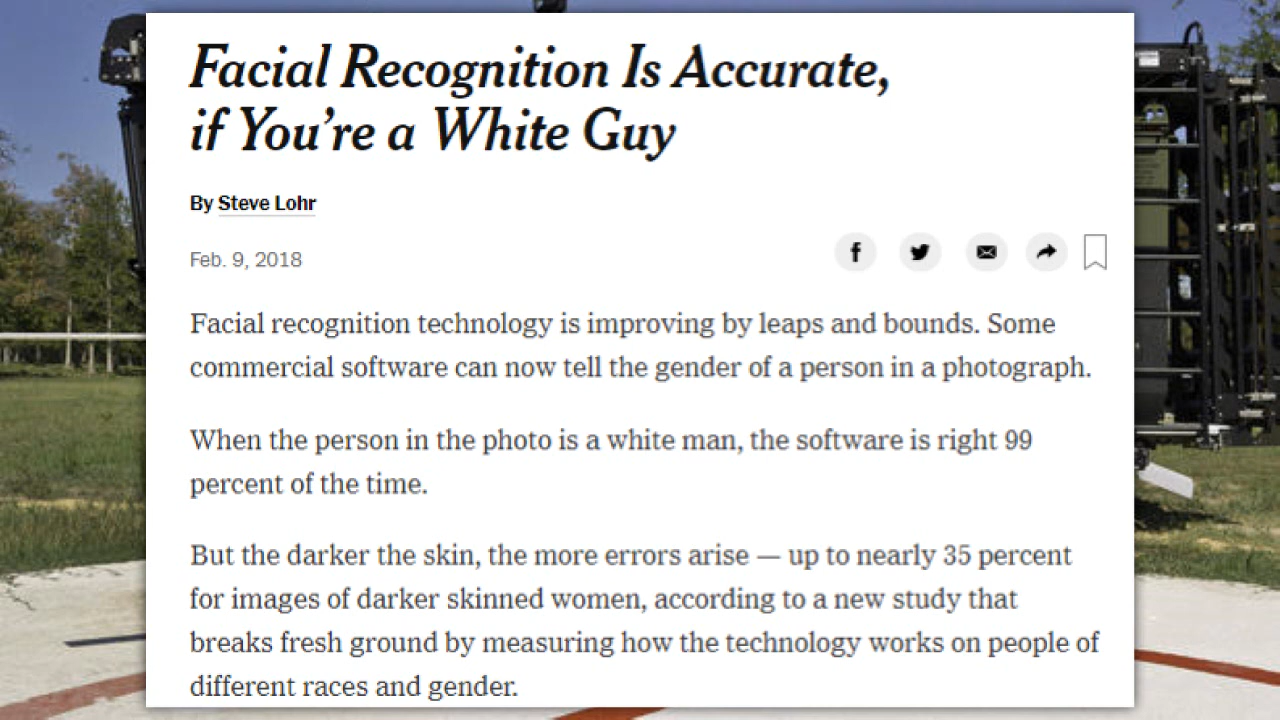 Facial Recognition Is Accurate,
if You're a White Guy
By Steve Lohr
Feb. 9, 2018
Facial recognition technology is improving by leaps and bounds. Some
commercial software can now tell the gender of a person in a photograph.
When the person in the photo is a white man, the software is right 99
percent of the time.
But the darker the skin, the more errors arise — up to nearly 35 percent
for images of darker skinned women, according to a new study that
breaks fresh ground by measuring how the technology works on people of
different races and gender.